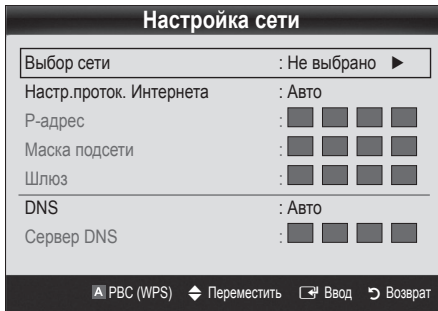 Настройка сети
Выбор сети : Не выбрано ►
Настр.проток. Интернета : Авто
Р-адрес :
Маска подсети :
Шлюз :
DNS : Авто
Сервер DNS :
A PBC (WPS) Переместить Ввод Возврат